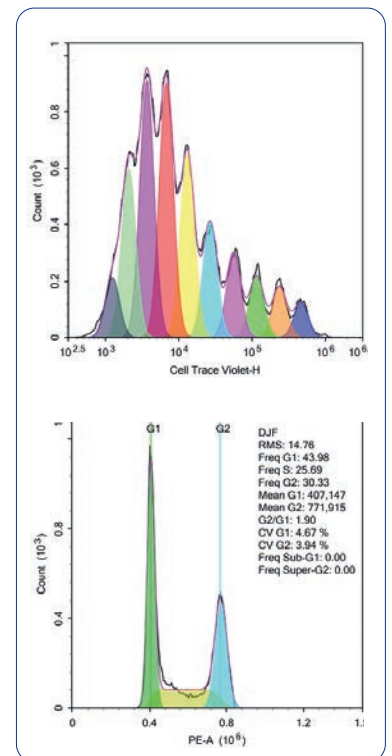 1
0.8
0.6
0.4
0.2
0
Count (10³)
10²·⁵ 10³ 10⁴ 10⁵ 10⁶ 10⁶·
Cell Trace Violet-H
1
0.8
0.4
0
Count (10³)
G1 G2
DJF
RMS: 14.76
Freq G1: 43.98
Freq S: 25.69
Freq G2: 30.33
Mean G1: 407,147
Mean G2: 771,915
G2/G1: 1.90
CV G1: 4.67 %
CV G2: 3.94 %
Freq Sub-G1: 0.00
Freq Super-G2: 0.00
0 0.4 0.8 1.2 1.5
PE-A (10⁶)